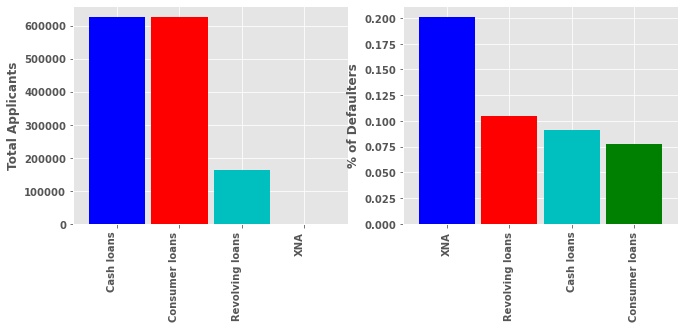 Total Applicants
600000
500000
400000
300000
200000
100000
0
Cash loans
Consumer loans
Revolving loans
XNA
% of Defaulters
0.200
0.175
0.150
0.125
0.100
0.075
0.050
0.025
0.000
XNA
Revolving loans
Cash loans
Consumer loans